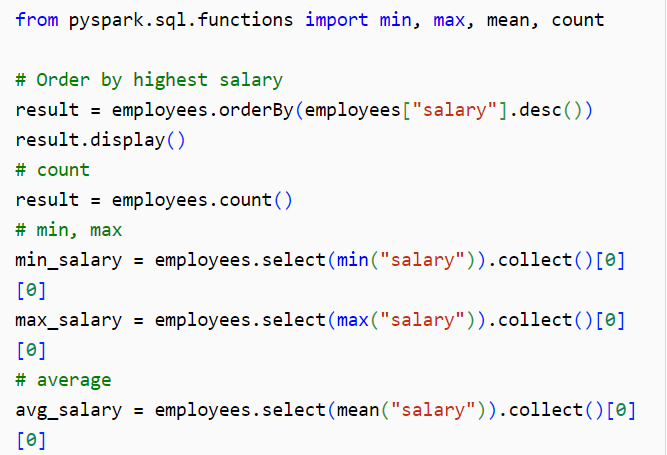 from pyspark.sql.functions import min, max, mean, count
# Order by highest salary
result = employees.orderBy(employees["salary"].desc())
result.display()
# count
result = employees.count()
# min, max
min_salary = employees.select(min("salary")).collect()[0]
[0]
max_salary = employees.select(max("salary")).collect()[0]
[0]
# average
avg_salary = employees.select(mean("salary")).collect()[0]
[0]